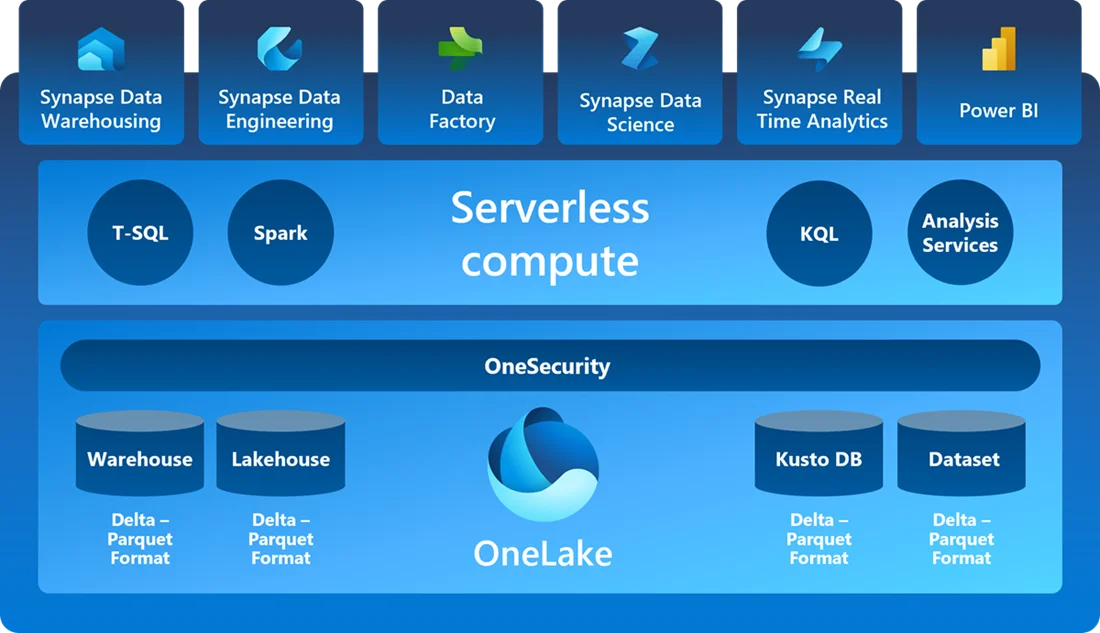 Synapse Data
Warehousing
Synapse Data
Engineering
Data
Factory
Synapse Data
Science
Synapse Real
Time Analytics
Power BI
T-SQL
Spark
Serverless
compute
KQL
Analysis
Services
OneSecurity
Warehouse
Lakehouse
Kusto DB
Dataset
Delta –
Parquet
Format
Delta –
Parquet
Format
OneLake
Delta –
Parquet
Format
Delta –
Parquet
Format